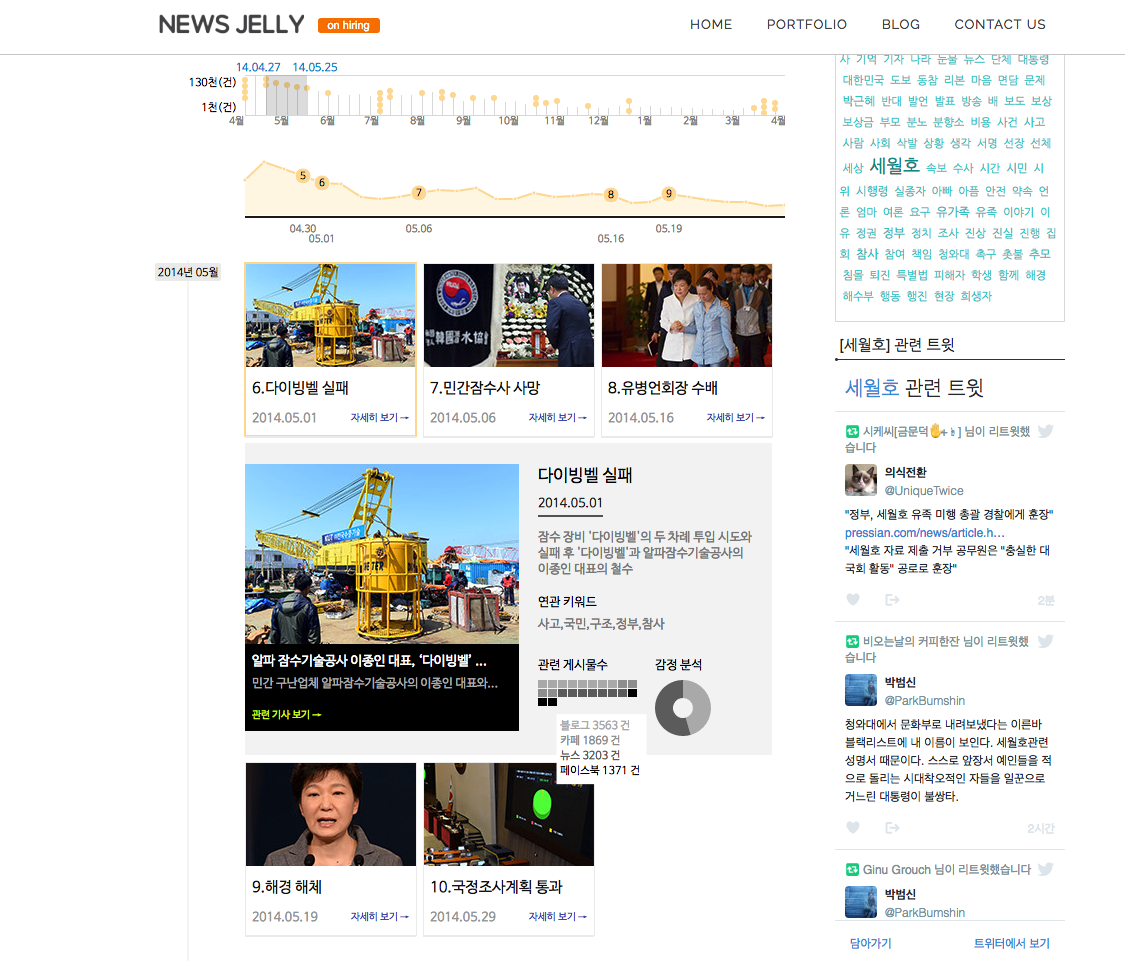 NEWS JELLY on hiring HOME PORTFOLIO BLOG CONTACT US
14.04.27 14.05.25
130천(건)
1천(건)
4월 5월 6월 7월 8월 9월 10월 11월 12월 1월 2월 3월 4월
5 6 7 8 9
04.30 05.06 05.19
05.01 05.16
2014년 05월
6.다이빙벨 실패
2014.05.01 자세히 보기 →
7.민간잠수사 사망
2014.05.06 자세히 보기 →
8.유병언회장 수배
2014.05.16 자세히 보기 →
알파 잠수기술공사 이종인 대표, ‘다이빙벨’ ...
민간 구난업체 알파잠수기술공사의 이종인 대표와...
관련 기사 보기 →
다이빙벨 실패
2014.05.01
잠수 장비 '다이빙벨'의 두 차례 투입 시도와
실패 후 '다이빙벨'과 알파잠수기술공사의
이종인 대표의 철수
연관 키워드
사고,국민,구조,정부,참사
관련 게시물수 감정 분석
블로그 3563 건
카페 1869 건
뉴스 3203 건
페이스북 1371 건
9.해경 해체
2014.05.19 자세히 보기 →
10.국정조사계획 통과
2014.05.29 자세히 보기 →
사 기억 기자 나라 눈물 뉴스 단체 대통령
대한민국 도보 동참 리본 마음 면담 문제
박근혜 반대 발언 발표 방송 배 보도 보상
보상금 부모 분노 분향소 비용 사건 사고
사람 사회 삭발 상황 생각 서명 선장 선체
세상 세월호 속보 수사 시간 시민 시
위 시행령 실종자 아빠 아픔 안전 약속 언
론 엄마 여론 요구 유가족 유족 이야기 이
유 정권 정부 정치 조사 진상 진실 진행 집
회 참사 참여 책임 청와대 촉구 촛불 추모
침몰 퇴진 특별법 피해자 학생 함께 해경
해수부 행동 행진 현장 희생자
[세월호] 관련 트윗
세월호 관련 트윗
시케씨[금문덕✋+♨] 님이 리트윗했
습니다
의식전환
@UniqueTwice
"정부, 세월호 유족 미행 총괄 경찰에게 훈장"
pressian.com/news/article.h...
"세월호 자료 제출 거부 공무원은 "충실한 대
국회 활동" 공로로 훈장"
2분
비오는날의 커피한잔 님이 리트윗했
습니다
박범신
@ParkBumshin
청와대에서 문화부로 내려보냈다는 이른바
블랙리스트에 내 이름이 보인다. 세월호관련
성명서 때문이다. 스스로 앞장서 예인들을 적
으로 돌리는 시대착오적인 자들을 일꾼으로
거느린 대통령이 불쌍타.
2시간
Ginu Grouch 님이 리트윗했습니다
박범신
@ParkBumshin
담아가기 트위터에서 보기